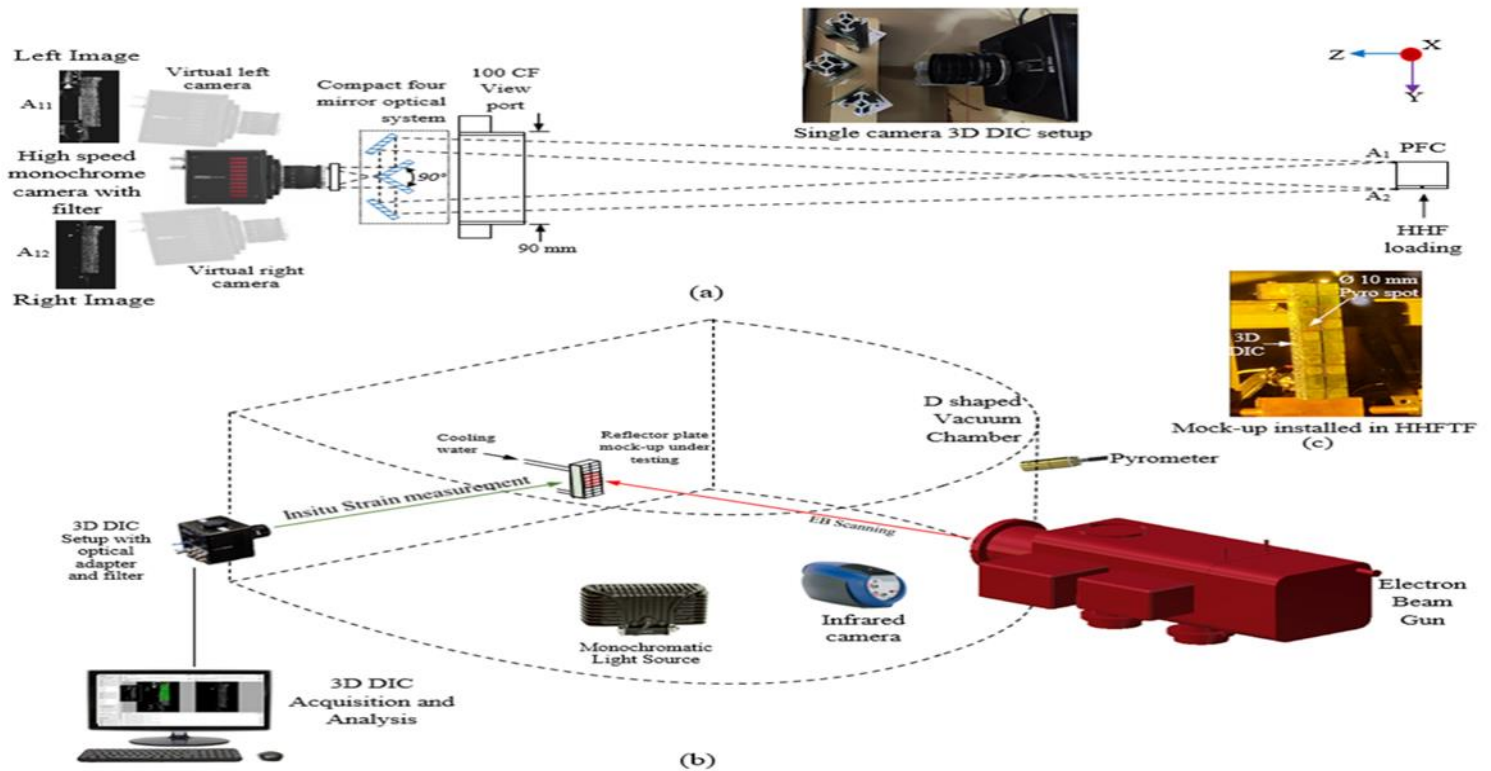 Left Image
A11
High speed
monochrome
camera with
filter
A12
Right Image
Virtual left
camera
Virtual right
camera
Compact four
mirror optical
system
90°
100 CF
View
port
90 mm
Single camera 3D DIC setup
Z
X
Y
A1
PFC
A2
HHF
loading
(a)
Ø 10 mm
Pyro spot
3D
DIC
Mock-up installed in HHFTF
(c)
D shaped
Vacuum
Chamber
Pyrometer
Cooling
water
Reflector plate
mock-up under
testing
Insitu Strain measurement
EB Scanning
3D DIC
Setup with
optical
adapter
and filter
Monochromatic
Light Source
Infrared
camera
Electron
Beam
Gun
3D DIC
Acquisition and
Analysis
(b)